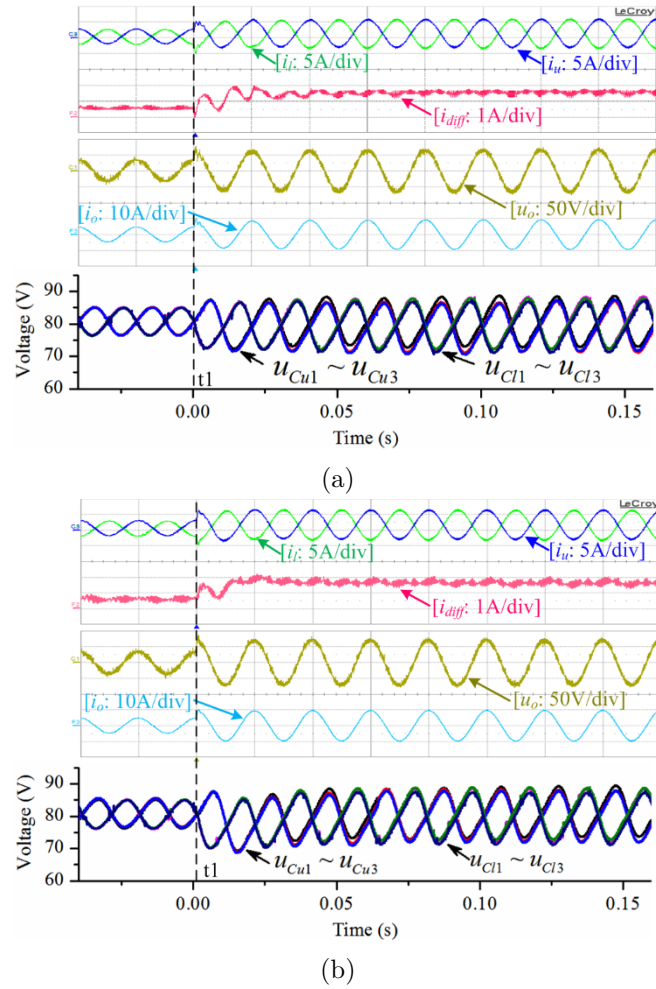 LeCroy
[i_l: 5A/div]
[i_u: 5A/div]
[i_diff: 1A/div]
[i_o: 10A/div]
[u_o: 50V/div]
Voltage (V)
90
80
70
60
u_Cu1 ~ u_Cu3
u_Cl1 ~ u_Cl3
t1
0.00
0.05
0.10
0.15
Time (s)
(a)
LeCroy
[i_l: 5A/div]
[i_u: 5A/div]
[i_diff: 1A/div]
[i_o: 10A/div]
[u_o: 50V/div]
Voltage (V)
90
80
70
60
u_Cu1 ~ u_Cu3
u_Cl1 ~ u_Cl3
t1
0.00
0.05
0.10
0.15
Time (s)
(b)